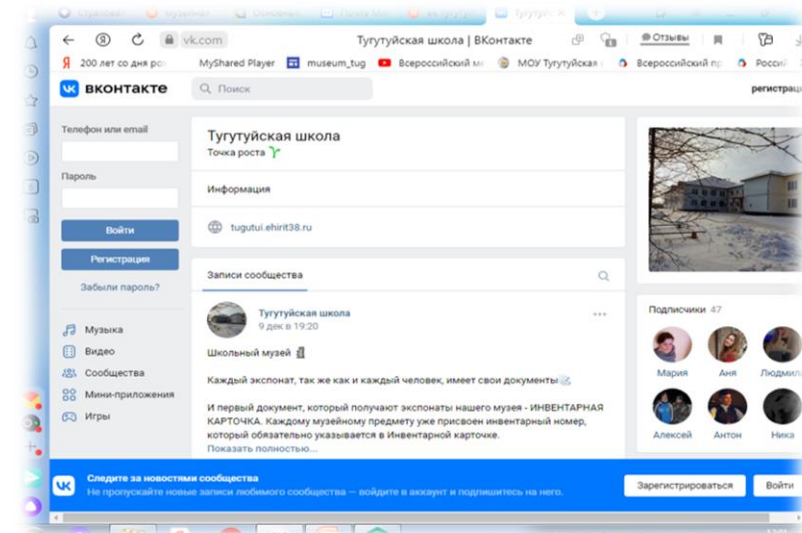 vk.com
Тугутуйская школа | ВКонтакте
Отзывы
200 лет со дня ро
MyShared Player
museum_tug
Всероссийский
МОУ Тугутуйская
Всероссийский пр
вконтакте
Поиск
Телефон или email
Пароль
Войти
Регистрация
Забыли пароль?
Музыка
Видео
Сообщества
Мини-приложения
Игры
Тугутуйская школа
Точка роста
Информация
tugutui.ehirit38.ru
Записи сообщества
Тугутуйская школа
9 дек в 19:20
Школьный музей
Каждый экспонат, так же как и каждый человек, имеет свои документы
И первый документ, который получают экспонаты нашего музея - ИНВЕНТАРНАЯ
КАРТОЧКА. Каждому музейному предмету уже присвоен инвентарный номер,
который обязательно указывается в Инвентарной карточке.
Показать полностью...
Подписчики 47
Мария
Аня
Людмил
Алексей
Антон
Ника
Следите за новостями сообщества
Не пропускайте новые записи любимого сообщества — войдите в аккаунт и подпишитесь на него.
Зарегистрироваться
Войти